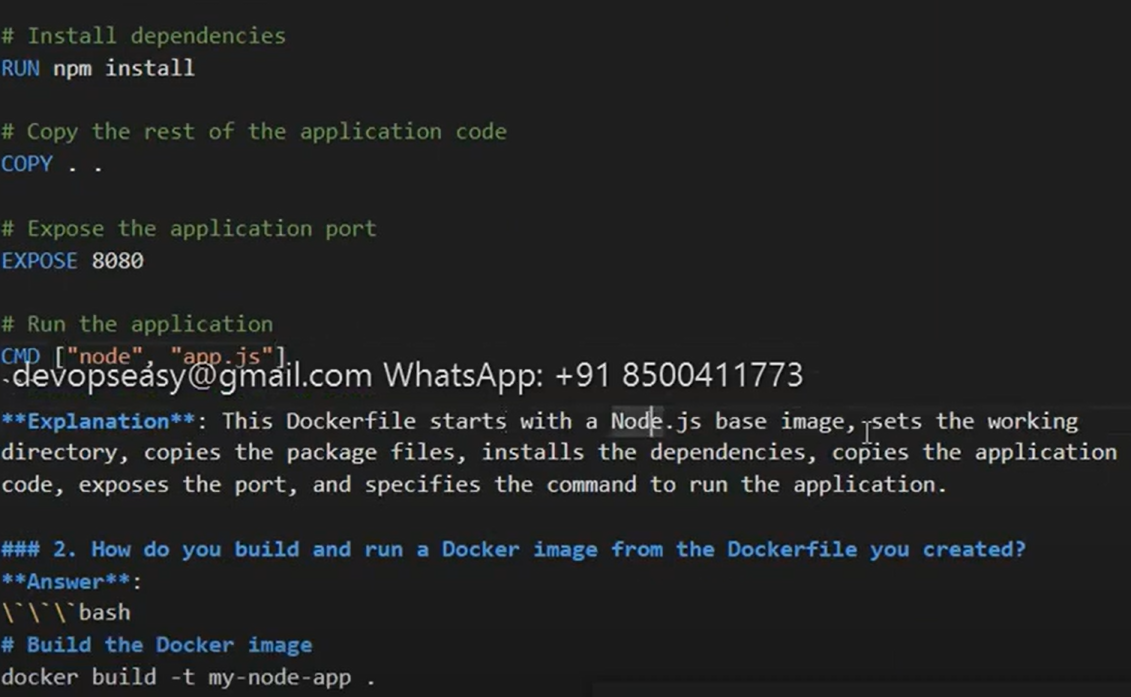 # Install dependencies
RUN npm install
# Copy the rest of the application code
COPY . .
# Expose the application port
EXPOSE 8080
# Run the application
CMD ["node", "app.js"]
devopseasy@gmail.com WhatsApp: +91 8500411773
**Explanation**: This Dockerfile starts with a Node.js base image, sets the working
directory, copies the package files, installs the dependencies, copies the application
code, exposes the port, and specifies the command to run the application.
### 2. How do you build and run a Docker image from the Dockerfile you created?
**Answer**:
\`\`\`bash
# Build the Docker image
docker build -t my-node-app .